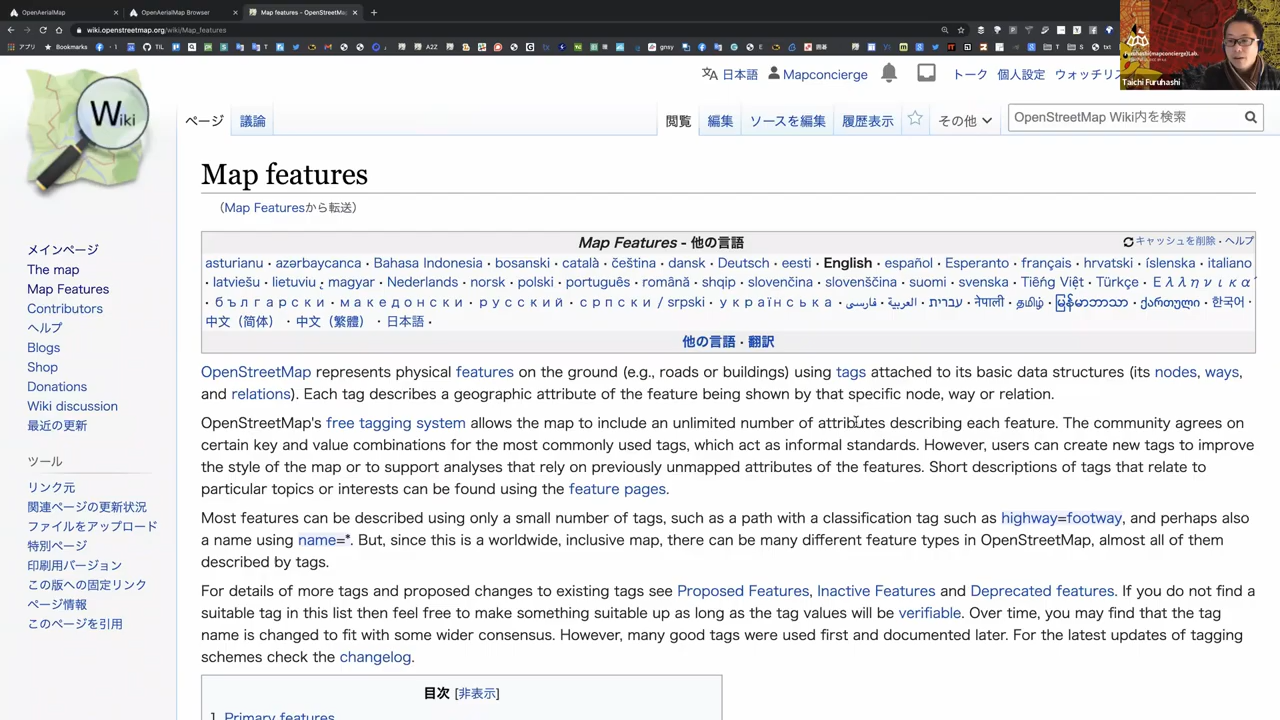 OpenAerialMap
OpenAerialMap Browser
Map features - OpenStreetMap
wiki.openstreetmap.org/wiki/Map_features
アプリ
Bookmarks
TIL
A2Z
gnsy
txt
Taichi Furuhashi
Wiki
日本語 Mapconcierge トーク 個人設定 ウォッチリス
ページ 議論 閲覧 編集 ソースを編集 履歴表示 その他
OpenStreetMap Wiki内を検索
Map features
（Map Featuresから転送）
Map Features - 他の言語
キャッシュを削除・ヘルプ
asturianu · azərbaycanca · Bahasa Indonesia · bosanski · català · čeština · dansk · Deutsch · eesti · English · español · Esperanto · français · hrvatski · íslenska · italiano
· latviešu · lietuvių · magyar · Nederlands · norsk · polski · português · română · shqip · slovenčina · slovenščina · suomi · svenska · Tiếng Việt · Türkçe · Ελληνικα
· български · македонски · русский · српски / srpski · українська · فارسی · العربية · עברית · नेपाली · தமிழ் · မြန်မာဘာသာ · ქართული · 한국어 ·
中文（简体） · 中文（繁體） · 日本語 ·
他の言語 · 翻訳
OpenStreetMap represents physical features on the ground (e.g., roads or buildings) using tags attached to its basic data structures (its nodes, ways,
and relations). Each tag describes a geographic attribute of the feature being shown by that specific node, way or relation.
OpenStreetMap's free tagging system allows the map to include an unlimited number of attributes describing each feature. The community agrees on
certain key and value combinations for the most commonly used tags, which act as informal standards. However, users can create new tags to improve
the style of the map or to support analyses that rely on previously unmapped attributes of the features. Short descriptions of tags that relate to
particular topics or interests can be found using the feature pages.
Most features can be described using only a small number of tags, such as a path with a classification tag such as highway=footway, and perhaps also
a name using name=*. But, since this is a worldwide, inclusive map, there can be many different feature types in OpenStreetMap, almost all of them
described by tags.
For details of more tags and proposed changes to existing tags see Proposed Features, Inactive Features and Deprecated features. If you do not find a
suitable tag in this list then feel free to make something suitable up as long as the tag values will be verifiable. Over time, you may find that the tag
name is changed to fit with some wider consensus. However, many good tags were used first and documented later. For the latest updates of tagging
schemes check the changelog.
目次 [非表示]
1 Primary features
メインページ
The map
Map Features
Contributors
ヘルプ
Blogs
Shop
Donations
Wiki discussion
最近の更新
ツール
リンク元
関連ページの更新状況
ファイルをアップロード
特別ページ
印刷用バージョン
この版への固定リンク
ページ情報
このページを引用